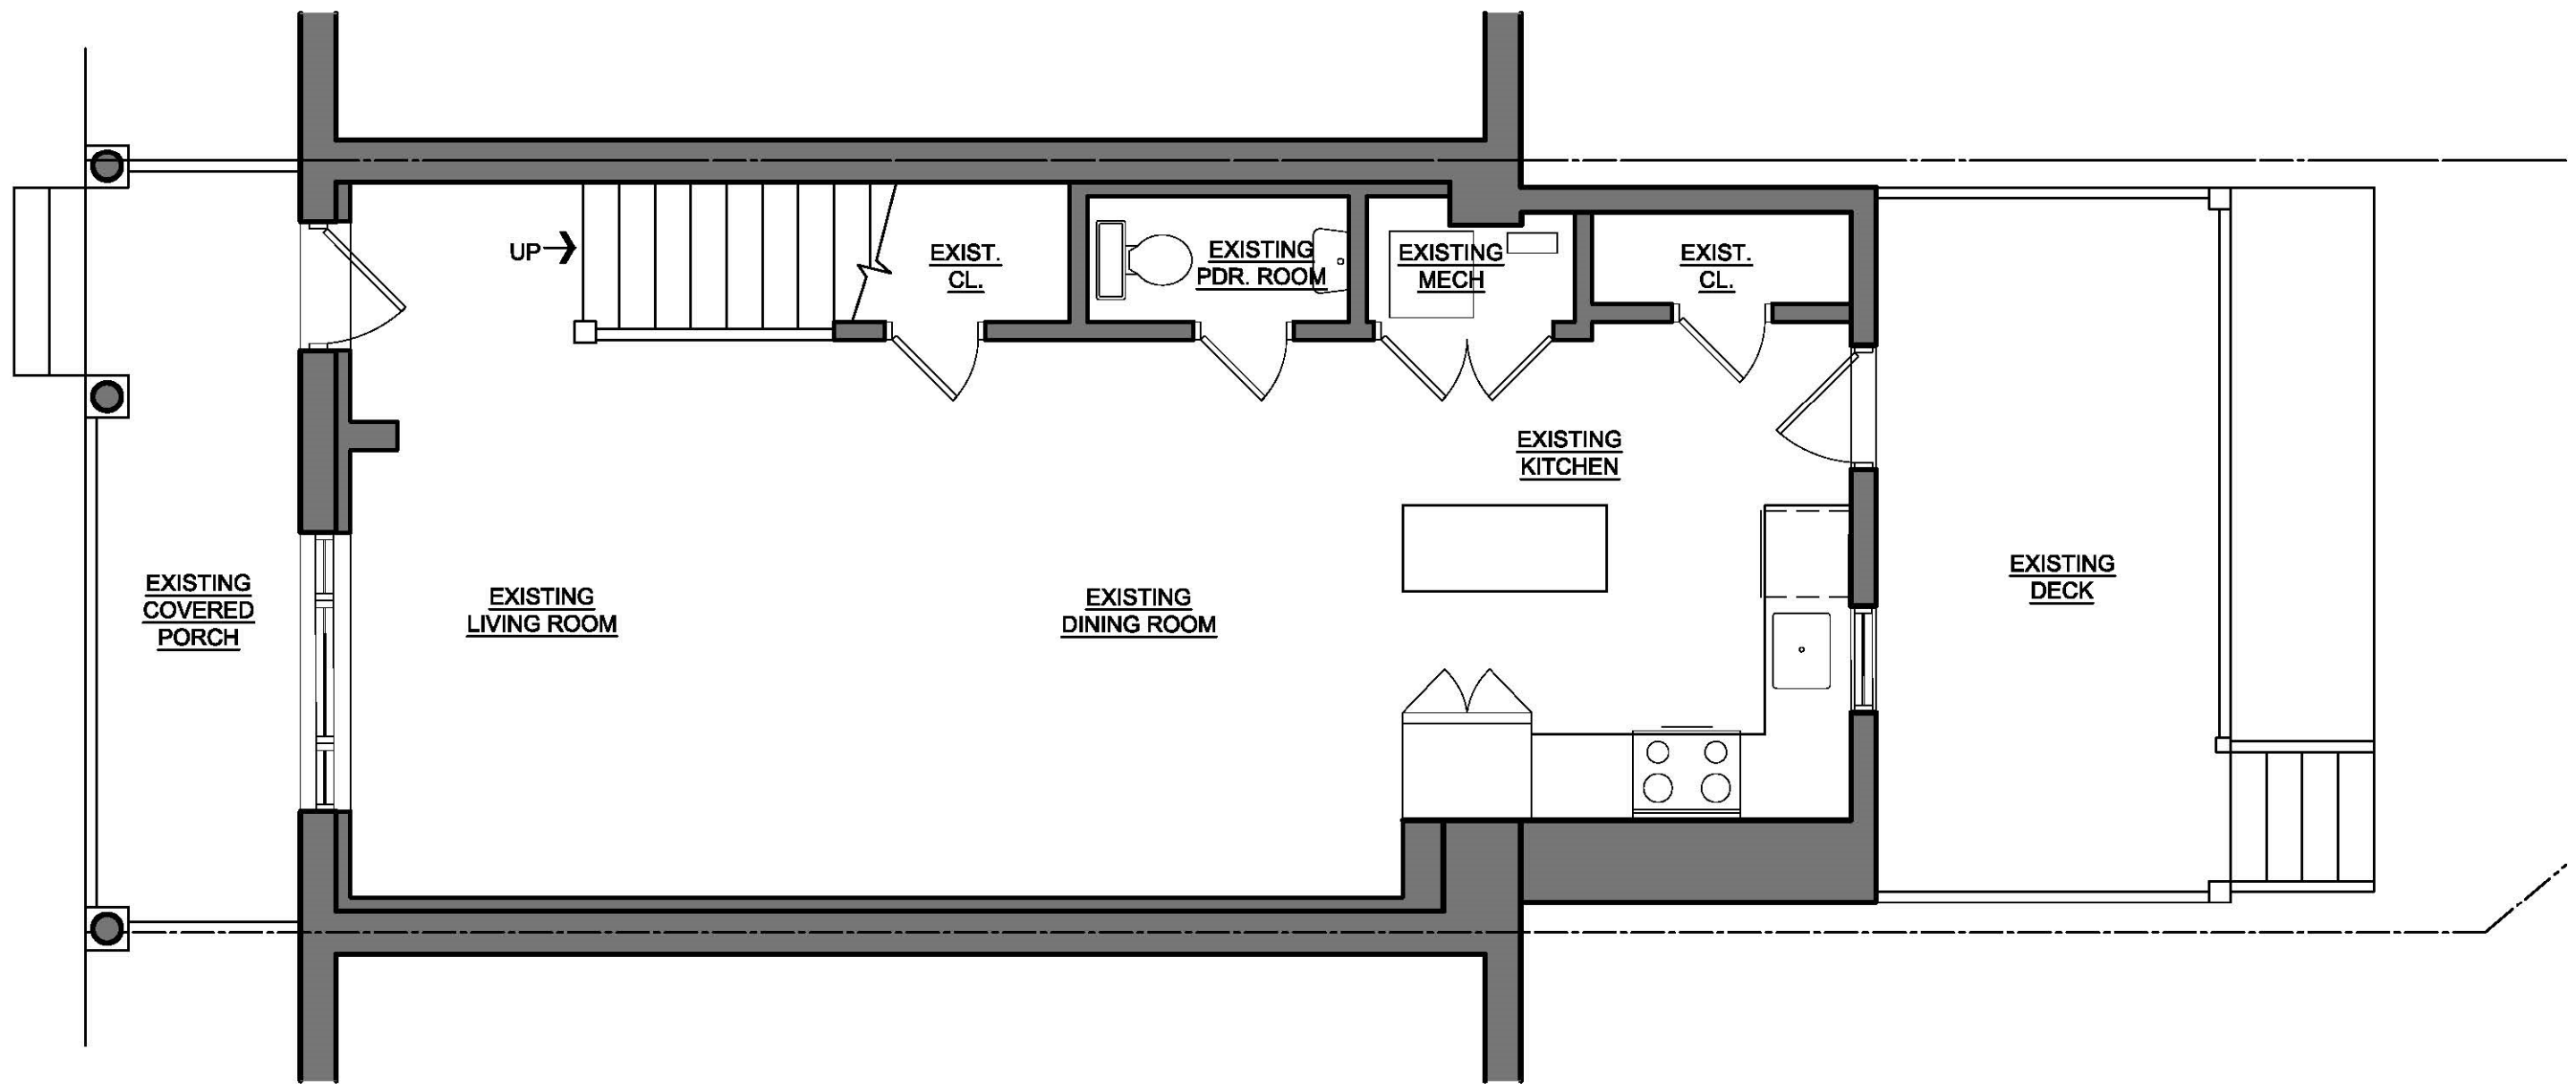 UP
EXIST.
CL.
EXISTING
PDR. ROOM
EXISTING
MECH
EXIST.
CL.
EXISTING
KITCHEN
EXISTING
COVERED
PORCH
EXISTING
LIVING ROOM
EXISTING
DINING ROOM
EXISTING
DECK